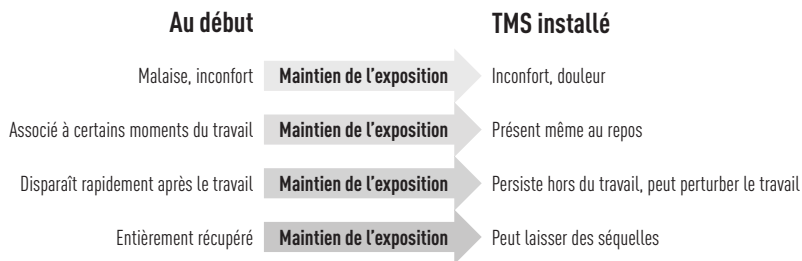 Au début TMS installé
Malaise, inconfort Maintien de l'exposition Inconfort, douleur
Associé à certains moments du travail Maintien de l'exposition Présent même au repos
Disparaît rapidement après le travail Maintien de l'exposition Persiste hors du travail, peut perturber le travail
Entièrement récupéré Maintien de l'exposition Peut laisser des séquelles